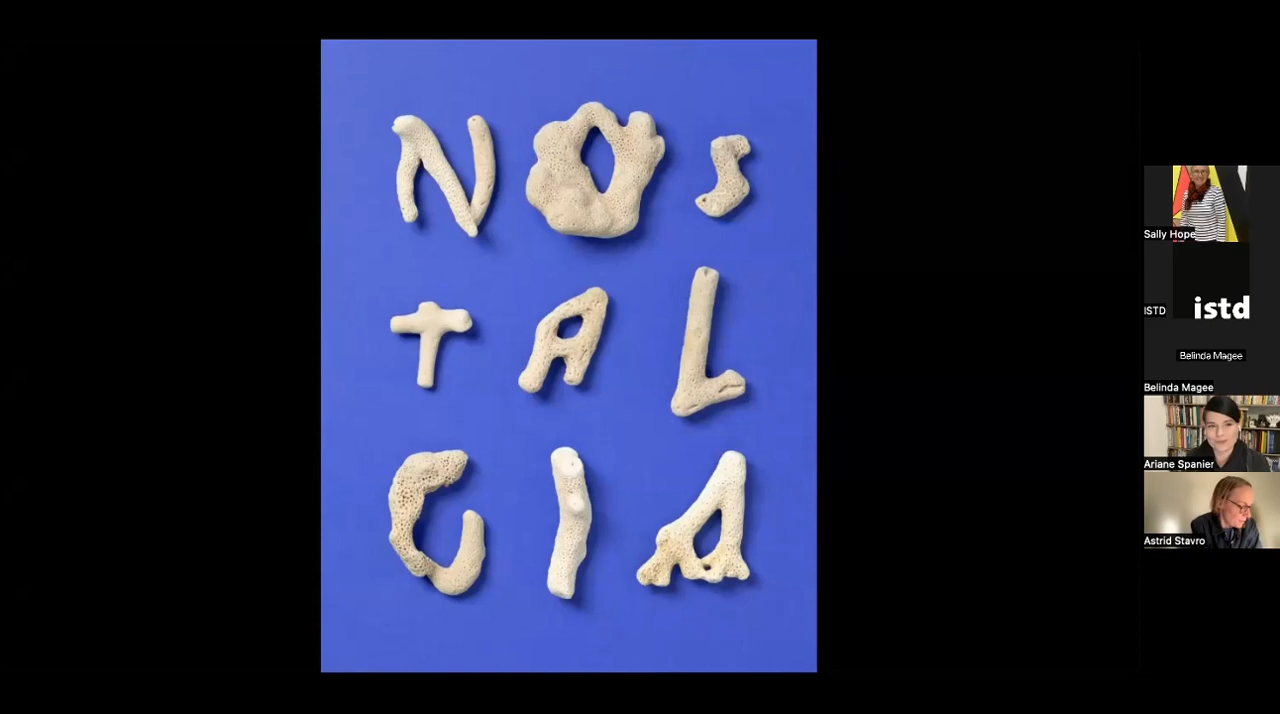 NOS
TAL
GIA
Sally Hope
istd
ISTD
Belinda Magee
Belinda Magee
Ariane Spanier
Astrid Stavro